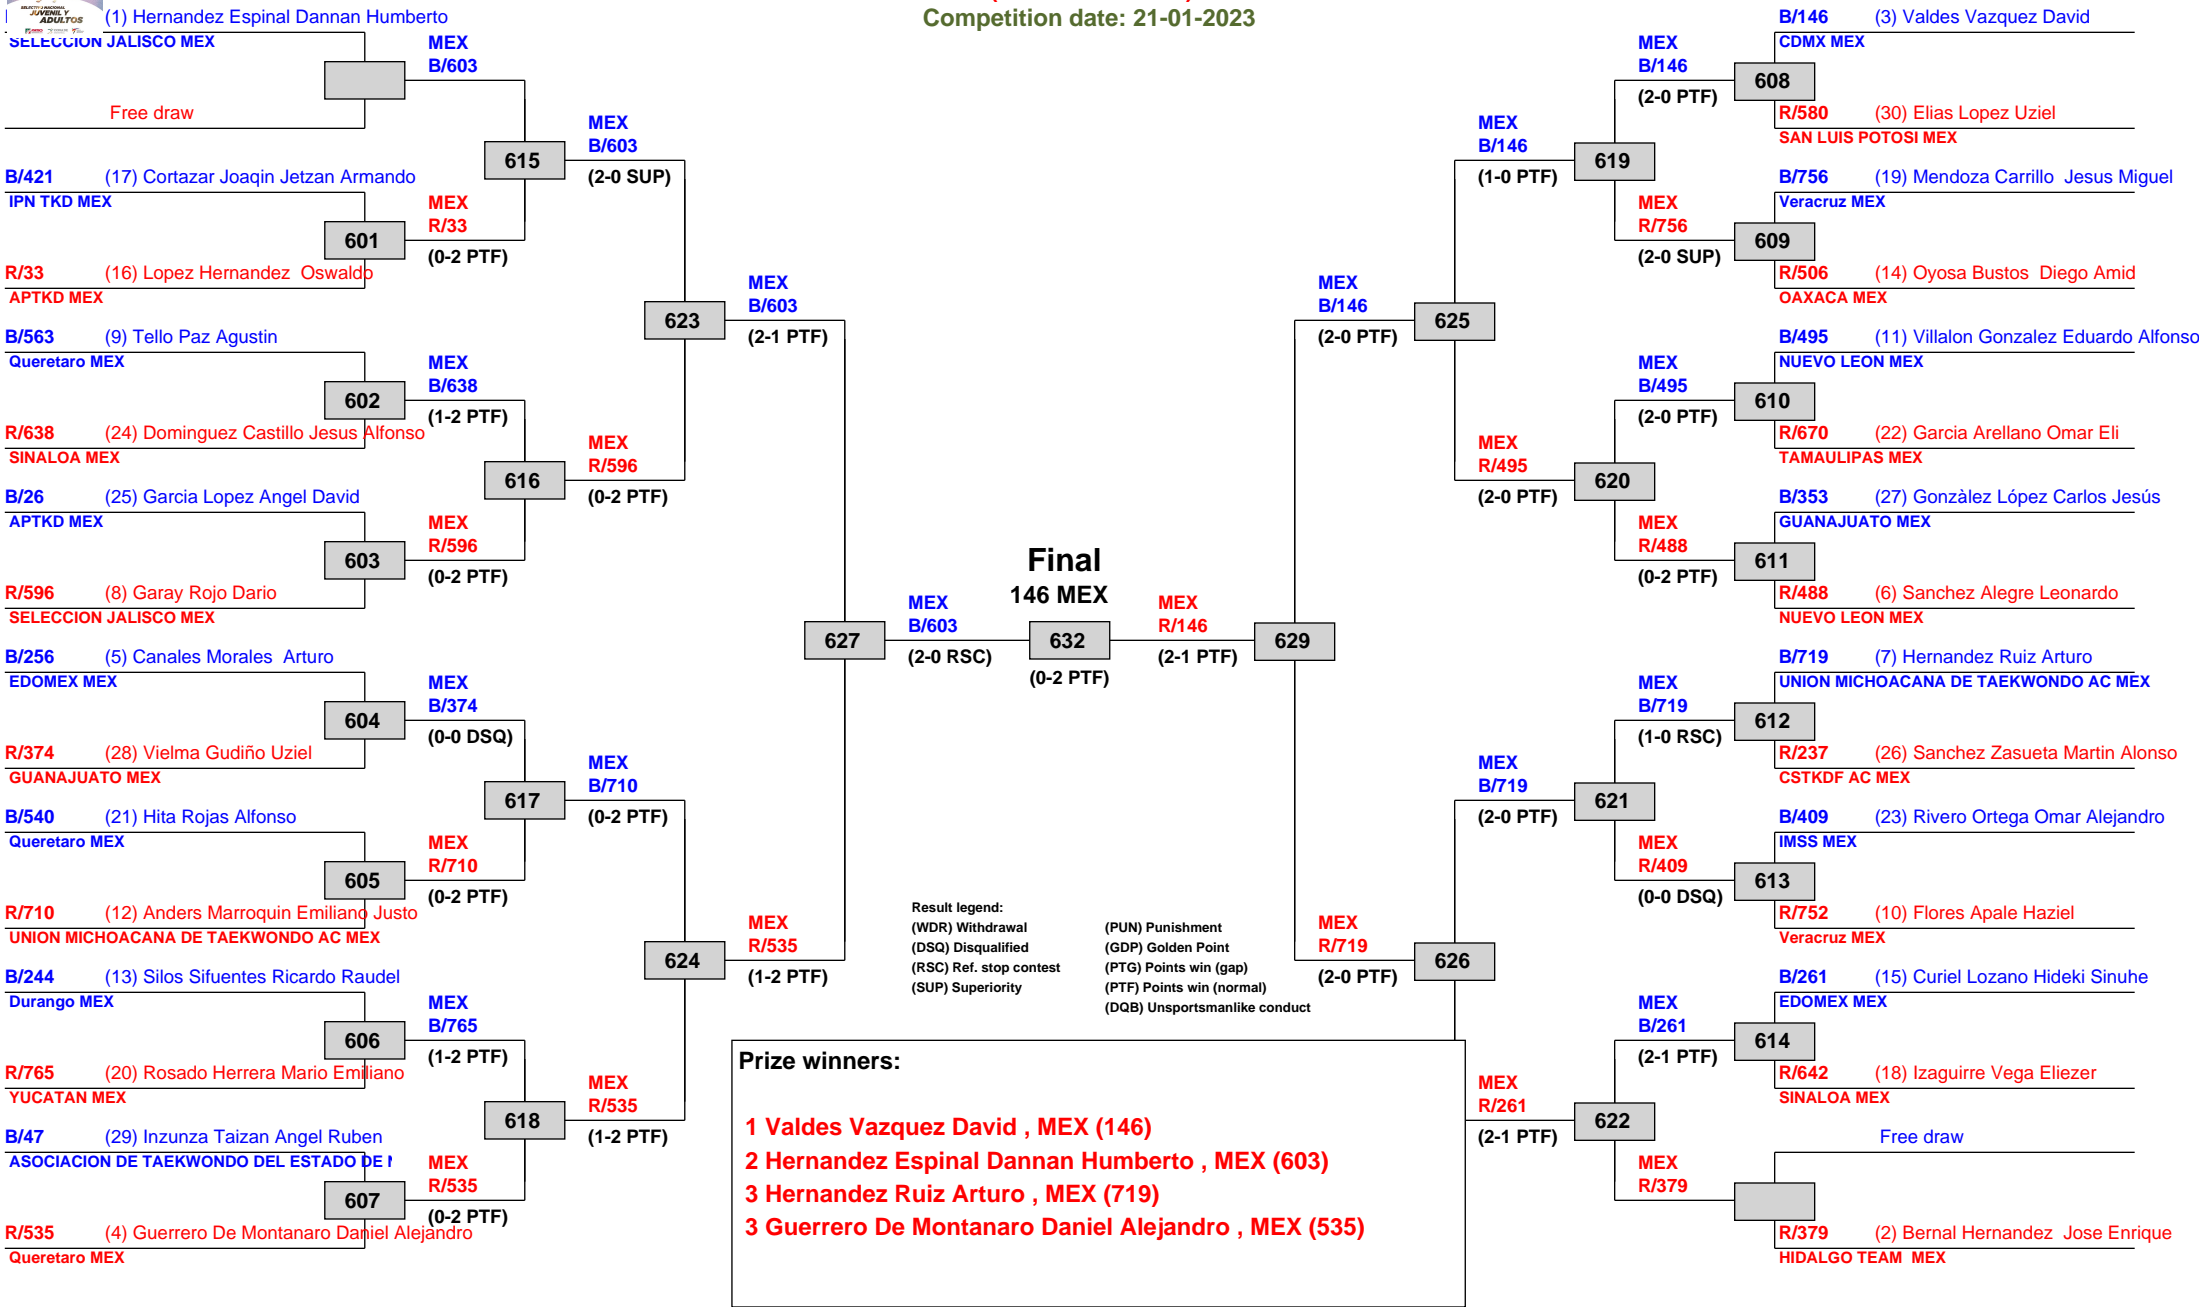 SELECTIVO NACIONAL
JUVENIL Y
ADULTOS
(1) Hernandez Espinal Dannan Humberto
SELECCION JALISCO MEX
Free draw
B/421 (17) Cortazar Joaqin Jetzan Armando
IPN TKD MEX
R/33 (16) Lopez Hernandez Oswaldo
APTKD MEX
B/563 (9) Tello Paz Agustin
Queretaro MEX
R/638 (24) Dominguez Castillo Jesus Alfonso
SINALOA MEX
B/26 (25) Garcia Lopez Angel David
APTKD MEX
R/596 (8) Garay Rojo Dario
SELECCION JALISCO MEX
B/256 (5) Canales Morales Arturo
EDOMEX MEX
R/374 (28) Vielma Gudiño Uziel
GUANAJUATO MEX
B/540 (21) Hita Rojas Alfonso
Queretaro MEX
R/710 (12) Anders Marroquin Emiliano Justo
UNION MICHOACANA DE TAEKWONDO AC MEX
B/244 (13) Silos Sifuentes Ricardo Raudel
Durango MEX
R/765 (20) Rosado Herrera Mario Emiliano
YUCATAN MEX
B/47 (29) Inzunza Taizan Angel Ruben
ASOCIACION DE TAEKWONDO DEL ESTADO DE
R/535 (4) Guerrero De Montanaro Daniel Alejandro
Queretaro MEX
601
602
603
604
605
606
607
MEX
B/603
MEX
R/33
(0-2 PTF)
MEX
B/638
(1-2 PTF)
MEX
R/596
(0-2 PTF)
MEX
B/374
(0-0 DSQ)
MEX
R/710
(0-2 PTF)
MEX
B/765
(1-2 PTF)
MEX
R/535
(0-2 PTF)
615
616
617
618
MEX
B/603
(2-0 SUP)
MEX
R/596
(0-2 PTF)
MEX
B/710
(0-2 PTF)
MEX
R/535
(1-2 PTF)
623
624
MEX
B/603
(2-1 PTF)
MEX
R/535
(1-2 PTF)
627
MEX
B/603
(2-0 RSC)
Competition date: 21-01-2023
Final
146 MEX
632
(0-2 PTF)
MEX
R/146
(2-1 PTF)
629
MEX
B/146
(2-0 PTF)
MEX
R/719
(2-0 PTF)
625
626
MEX
B/146
(1-0 PTF)
MEX
R/495
(2-0 PTF)
MEX
B/719
(2-0 PTF)
MEX
R/261
(2-1 PTF)
619
620
621
622
MEX
B/146
(2-0 PTF)
MEX
R/756
(2-0 SUP)
MEX
B/495
(2-0 PTF)
MEX
R/488
(0-2 PTF)
MEX
B/719
(1-0 RSC)
MEX
R/409
(0-0 DSQ)
MEX
B/261
(2-1 PTF)
MEX
R/379
608
609
610
611
612
613
614
B/146 (3) Valdes Vazquez David
CDMX MEX
R/580 (30) Elias Lopez Uziel
SAN LUIS POTOSI MEX
B/756 (19) Mendoza Carrillo Jesus Miguel
Veracruz MEX
R/506 (14) Oyosa Bustos Diego Amid
OAXACA MEX
B/495 (11) Villalon Gonzalez Eduardo Alfonso
NUEVO LEON MEX
R/670 (22) Garcia Arellano Omar Eli
TAMAULIPAS MEX
B/353 (27) Gonzàlez López Carlos Jesús
GUANAJUATO MEX
R/488 (6) Sanchez Alegre Leonardo
NUEVO LEON MEX
B/719 (7) Hernandez Ruiz Arturo
UNION MICHOACANA DE TAEKWONDO AC MEX
R/237 (26) Sanchez Zasueta Martin Alonso
CSTKDF AC MEX
B/409 (23) Rivero Ortega Omar Alejandro
IMSS MEX
R/752 (10) Flores Apale Haziel
Veracruz MEX
B/261 (15) Curiel Lozano Hideki Sinuhe
EDOMEX MEX
R/642 (18) Izaguirre Vega Eliezer
SINALOA MEX
Free draw
R/379 (2) Bernal Hernandez Jose Enrique
HIDALGO TEAM MEX
Result legend:
(WDR) Withdrawal
(DSQ) Disqualified
(RSC) Ref. stop contest
(SUP) Superiority
(PUN) Punishment
(GDP) Golden Point
(PTG) Points win (gap)
(PTF) Points win (normal)
(DQB) Unsportsmanlike conduct
Prize winners:
1 Valdes Vazquez David , MEX (146)
2 Hernandez Espinal Dannan Humberto , MEX (603)
3 Hernandez Ruiz Arturo , MEX (719)
3 Guerrero De Montanaro Daniel Alejandro , MEX (535)